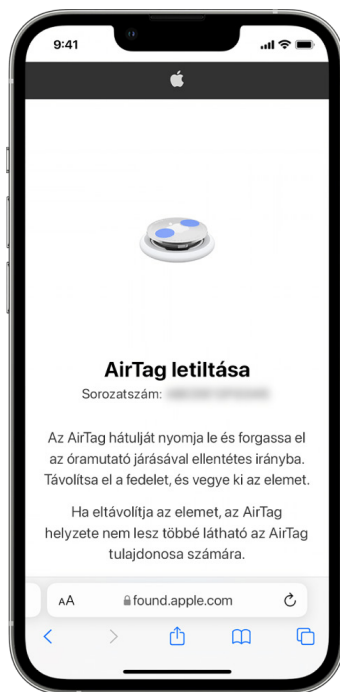 9:41
AirTag letiltása
Sorozatszám:
Az AirTag hátulját nyomja le és forgassa el
az óramutató járásával ellentétes irányba.
Távolítsa el a fedelet, és vegye ki az elemet.
Ha eltávolítja az elemet, az AirTag
helyzete nem lesz többé látható az AirTag
tulajdonosa számára.
AA found.apple.com